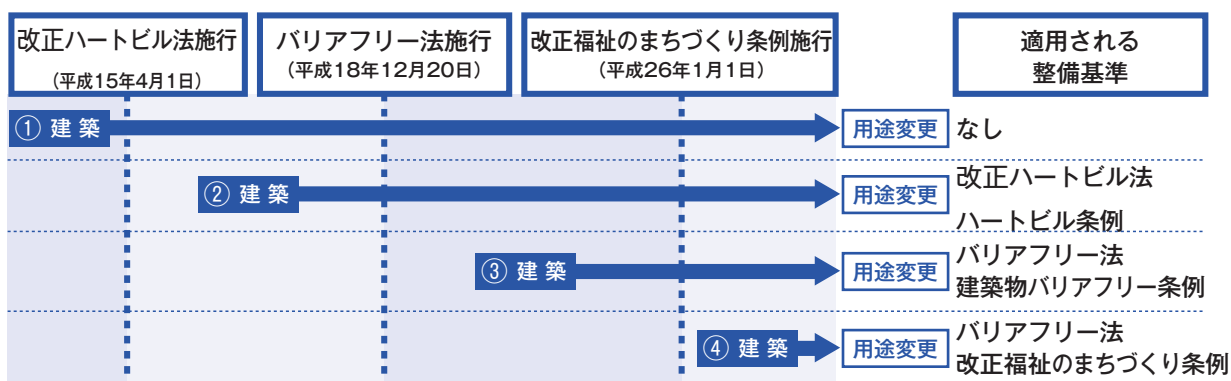 改正ハートビル法施行
(平成15年4月1日)
バリアフリー法施行
(平成18年12月20日)
改正福祉のまちづくり条例施行
(平成26年1月1日)
適用される
整備基準
① 建 築
用途変更
なし
② 建 築
用途変更
改正ハートビル法
ハートビル条例
③ 建 築
用途変更
バリアフリー法
建築物バリアフリー条例
④ 建 築
用途変更
バリアフリー法
改正福祉のまちづくり条例